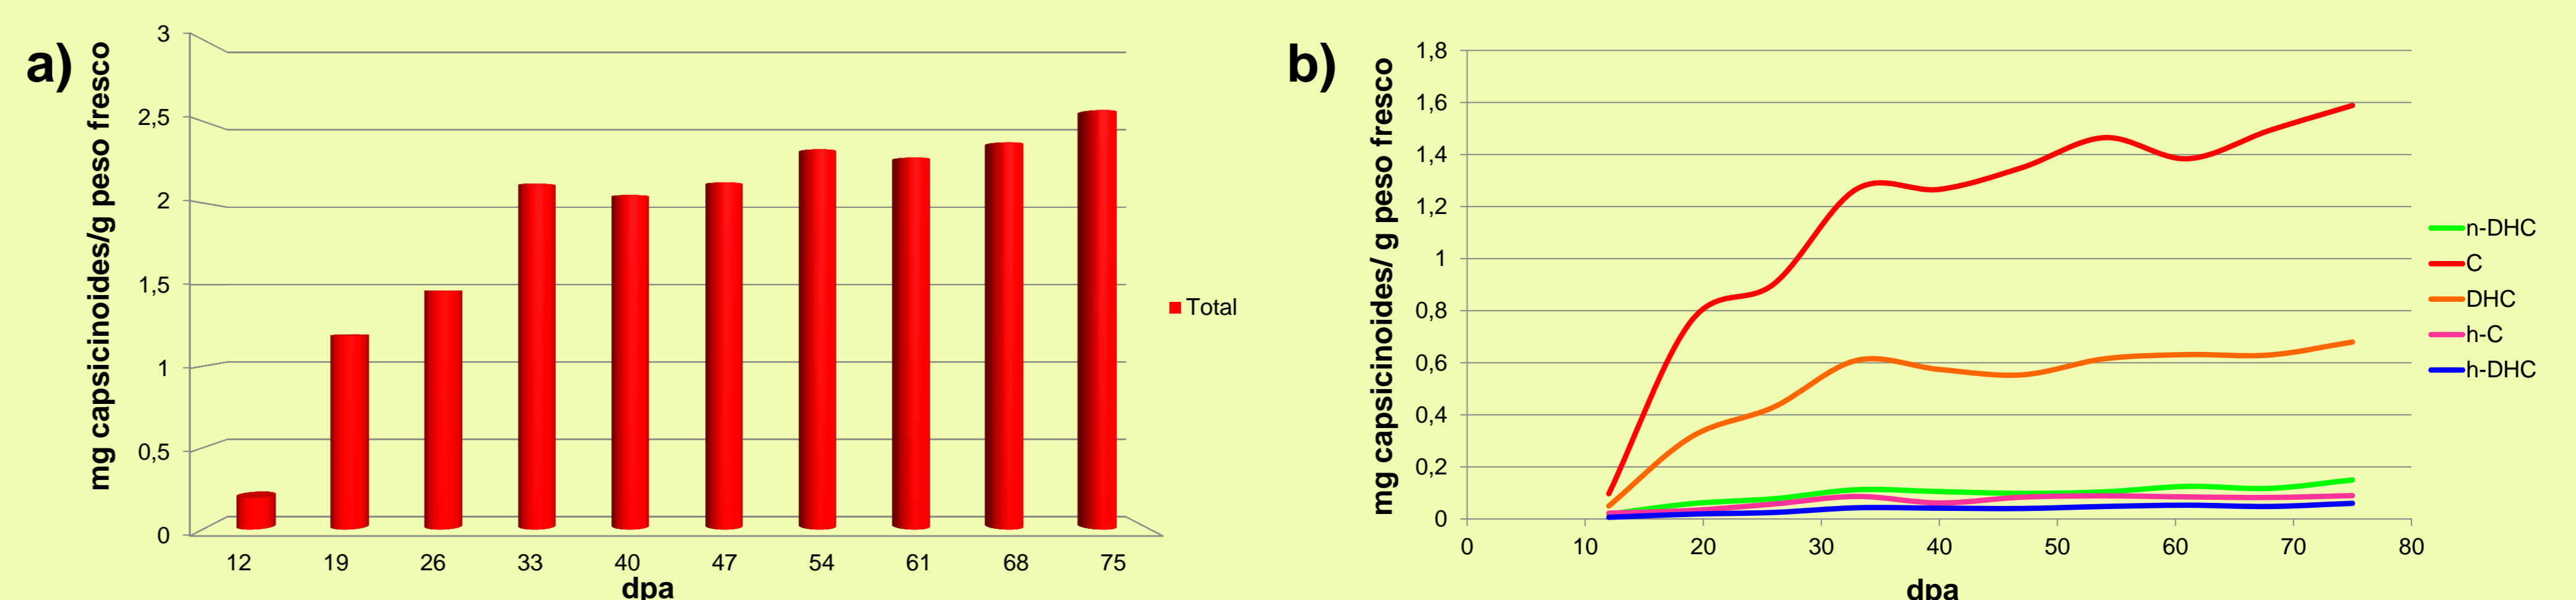 a)
mg capsicinoides/g peso fresco
3
2,5
2
1,5
1
0,5
0
12 19 26 33 40 47 54 61 68 75
dpa
Total
b)
mg capsicinoides/ g peso fresco
1,8
1,6
1,4
1,2
1
0,8
0,6
0,4
0,2
0
0 10 20 30 40 50 60 70 80
dpa
n-DHC
C
DHC
h-C
h-DHC